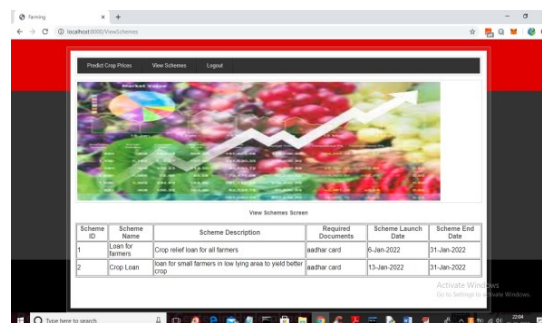 Farming
localhost:8000/ViewSchemes
Predict Crop Prices View Schemes Logout
Market Value
View Schemes Screen
Scheme ID Scheme Name Scheme Description Required Documents Scheme Launch Date Scheme End Date
1 Loan for farmers Crop relief loan for all farmers aadhar card 6-Jan-2022 31-Jan-2022
2 Crop Loan loan for small farmers in low lying area to yield better crop aadhar card 13-Jan-2022 31-Jan-2022
Activate Windows
Go to Settings to activate Windows.
Type here to search
22:04